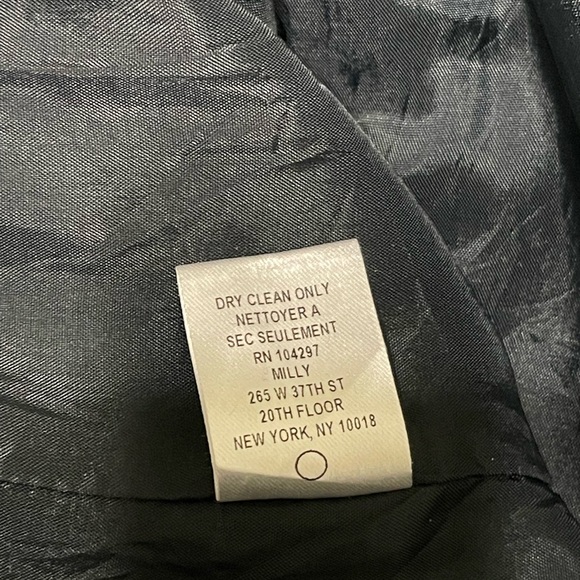 DRY CLEAN ONLY
NETTOYER A
SEC SEULEMENT
RN 104297
MILLY
265 W 37TH ST
20TH FLOOR
NEW YORK, NY 10018